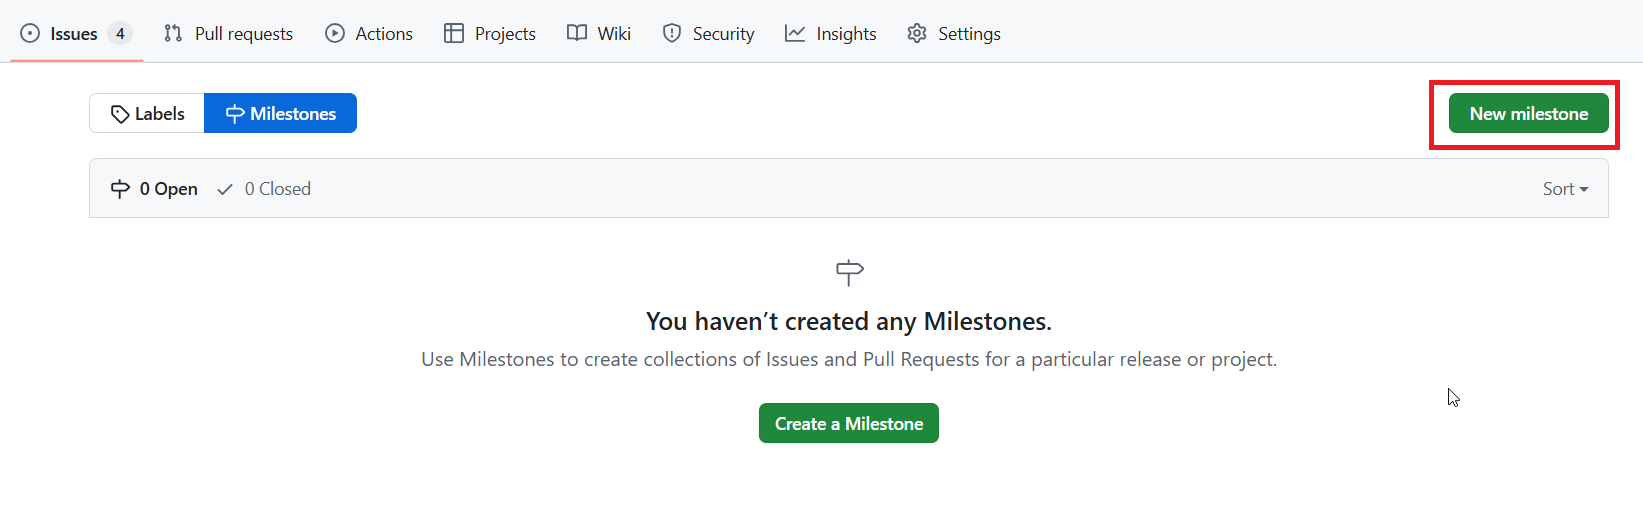 Issues 4 Pull requests Actions Projects Wiki Security Insights Settings
Labels Milestones New milestone
0 Open 0 Closed Sort
You haven’t created any Milestones.
Use Milestones to create collections of Issues and Pull Requests for a particular release or project.
Create a Milestone